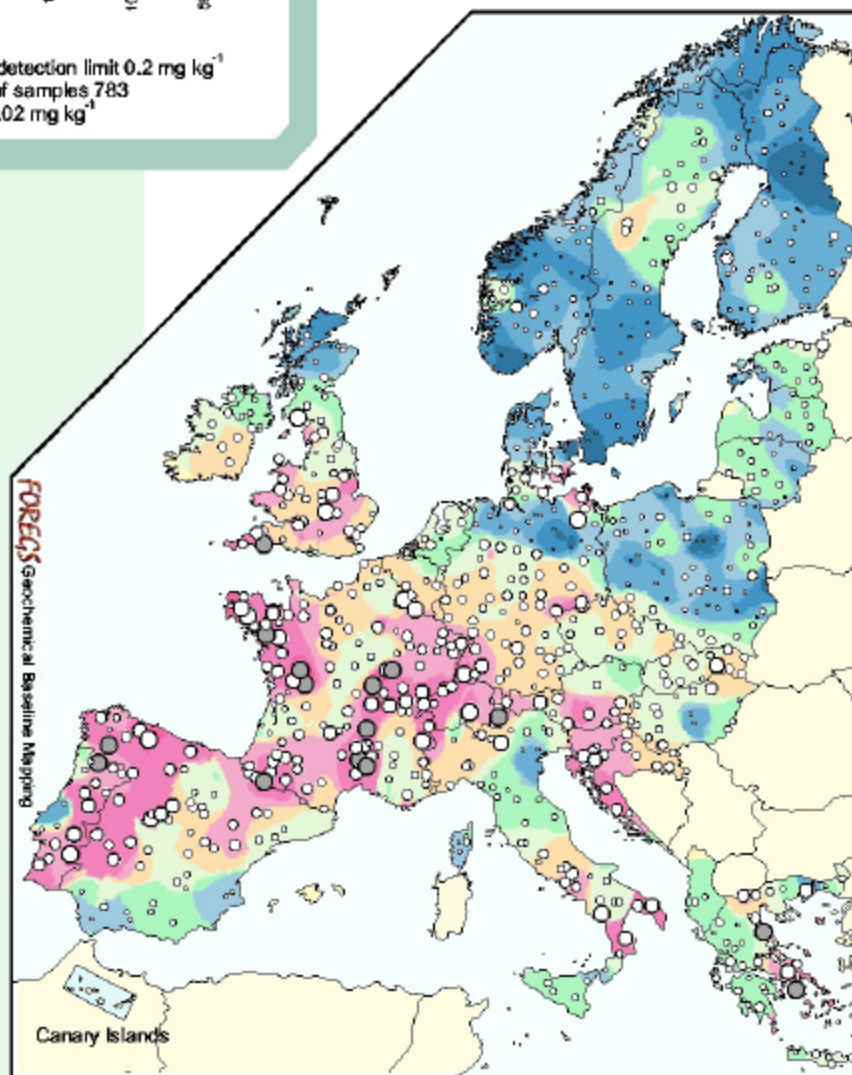 detection limit 0.2 mg kg⁻¹
of samples 783
.02 mg kg⁻¹
FOREGS Geochemical Baseline Mapping
Canary Islands